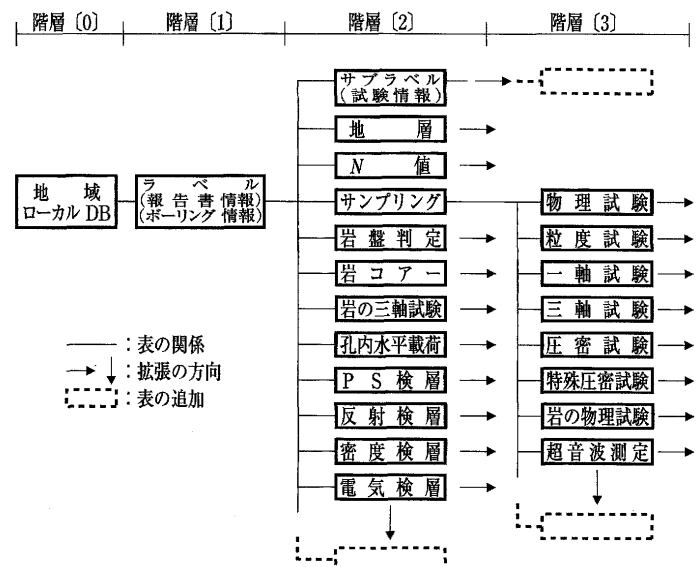 階層〔0〕
階層〔1〕
階層〔2〕
階層〔3〕
地域
ローカルDB
ラベル
(報告書情報)
(ボーリング情報)
サブラベル
(試験情報)
地層
N値
サンプリング
岩盤判定
岩コアー
岩の三軸試験
孔内水平載荷
PS検層
反射検層
密度検層
電気検層
物理試験
粒度試験
一軸試験
三軸試験
圧密試験
特殊圧密試験
岩の物理試験
超音波測定
:表の関係
:拡張の方向
:表の追加